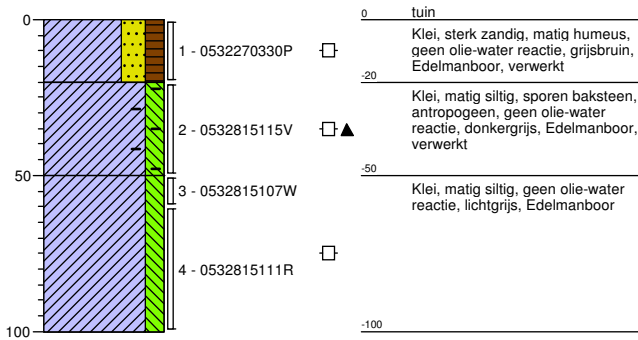 0
50
100
1 - 0532270330P
2 - 0532815115V
3 - 0532815107W
4 - 0532815111R
0 tuin
Klei, sterk zandig, matig humeus,
geen olie-water reactie, grijsbruin,
Edelmanboor, verwerkt
-20
Klei, matig siltig, sporen baksteen,
antropogeen, geen olie-water
reactie, donkergrijs, Edelmanboor,
verwerkt
-50
Klei, matig siltig, geen olie-water
reactie, lichtgrijs, Edelmanboor
-100